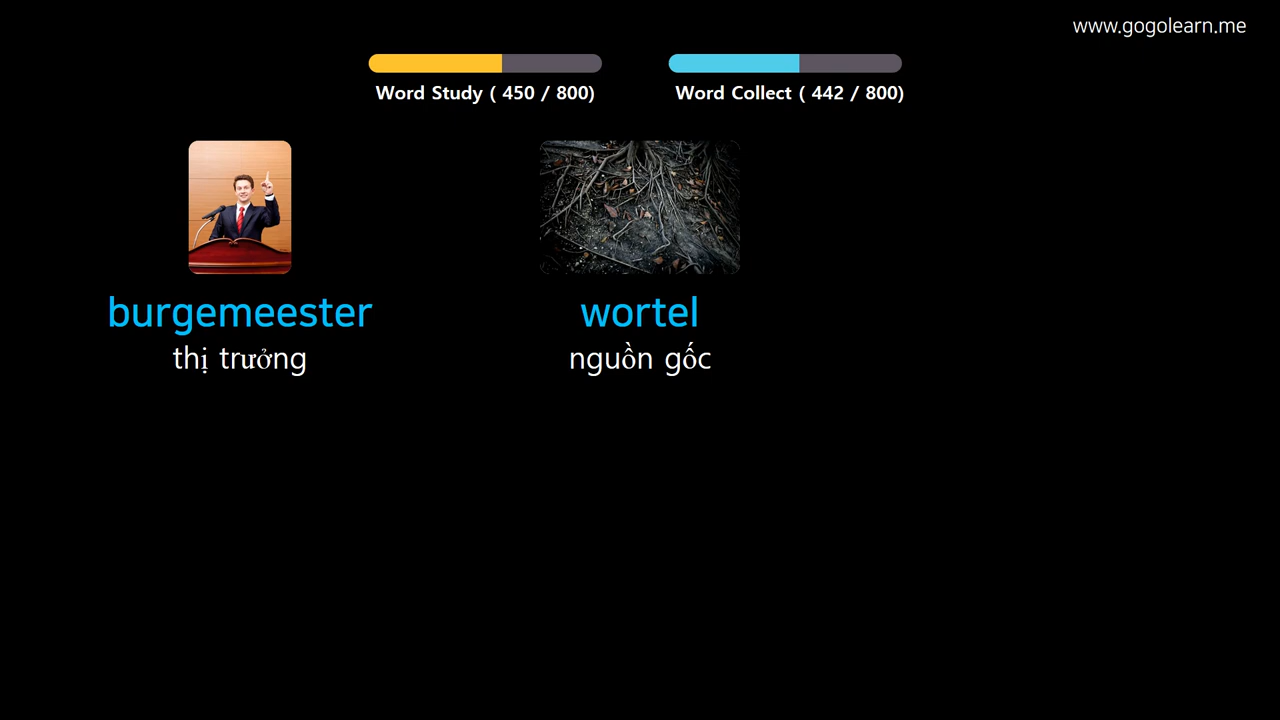 www.gogolearn.me
Word Study ( 450 / 800)
Word Collect ( 442 / 800)
burgemeester
thị trưởng
wortel
nguồn gốc